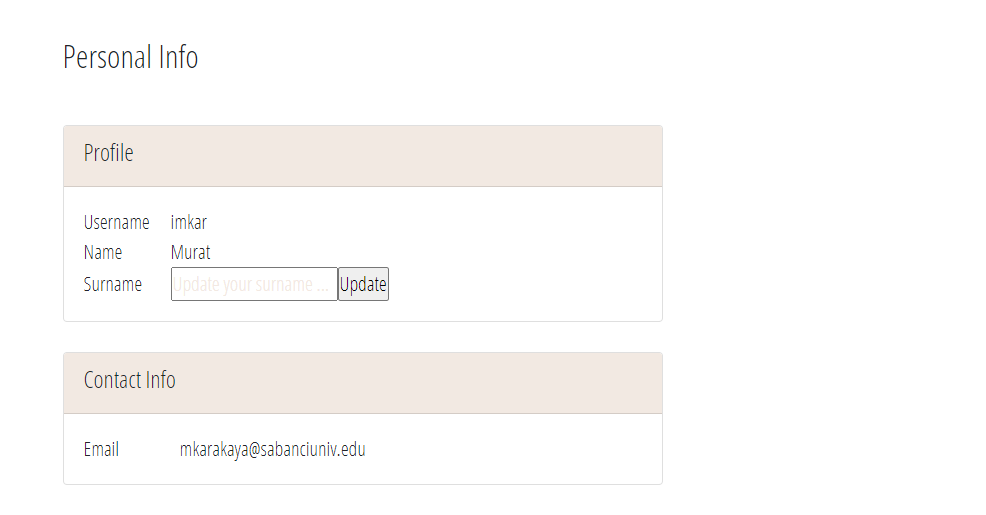 Personal Info
Profile
Username imkar
Name Murat
Surname Update your surname ... Update
Contact Info
Email mkarakaya@sabanciuniv.edu